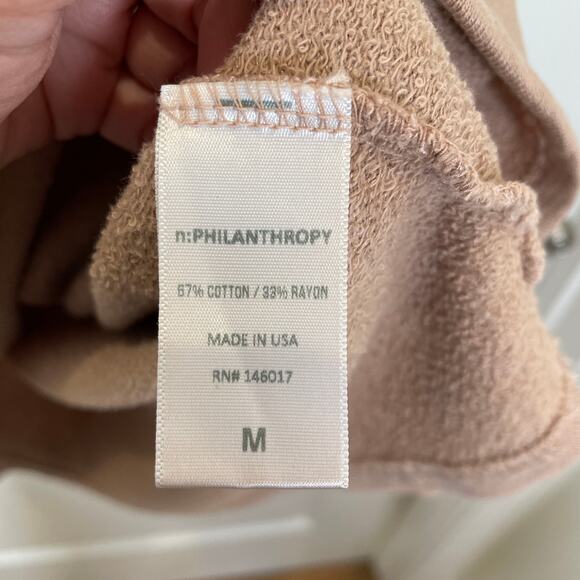 n:PHILANTHROPY
67% COTTON / 33% RAYON
MADE IN USA
RN# 146017
M